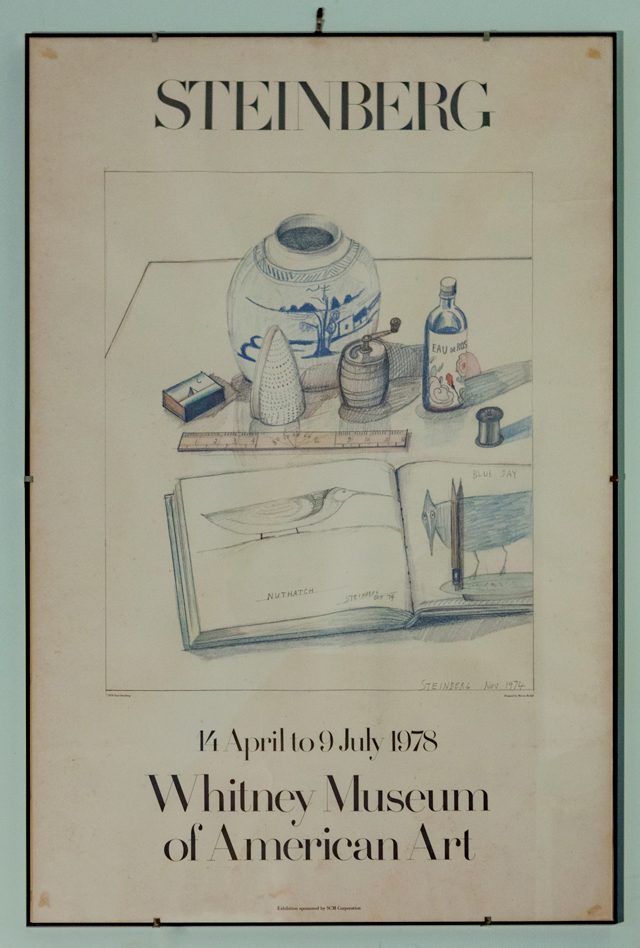 STEINBERG
EAU DE ROS
BLUE JAY
NUTHATCH
STEINBERG NOV 1974
14 April to 9 July 1978
Whitney Museum
of American Art
Exhibition sponsored by SCM Corporation